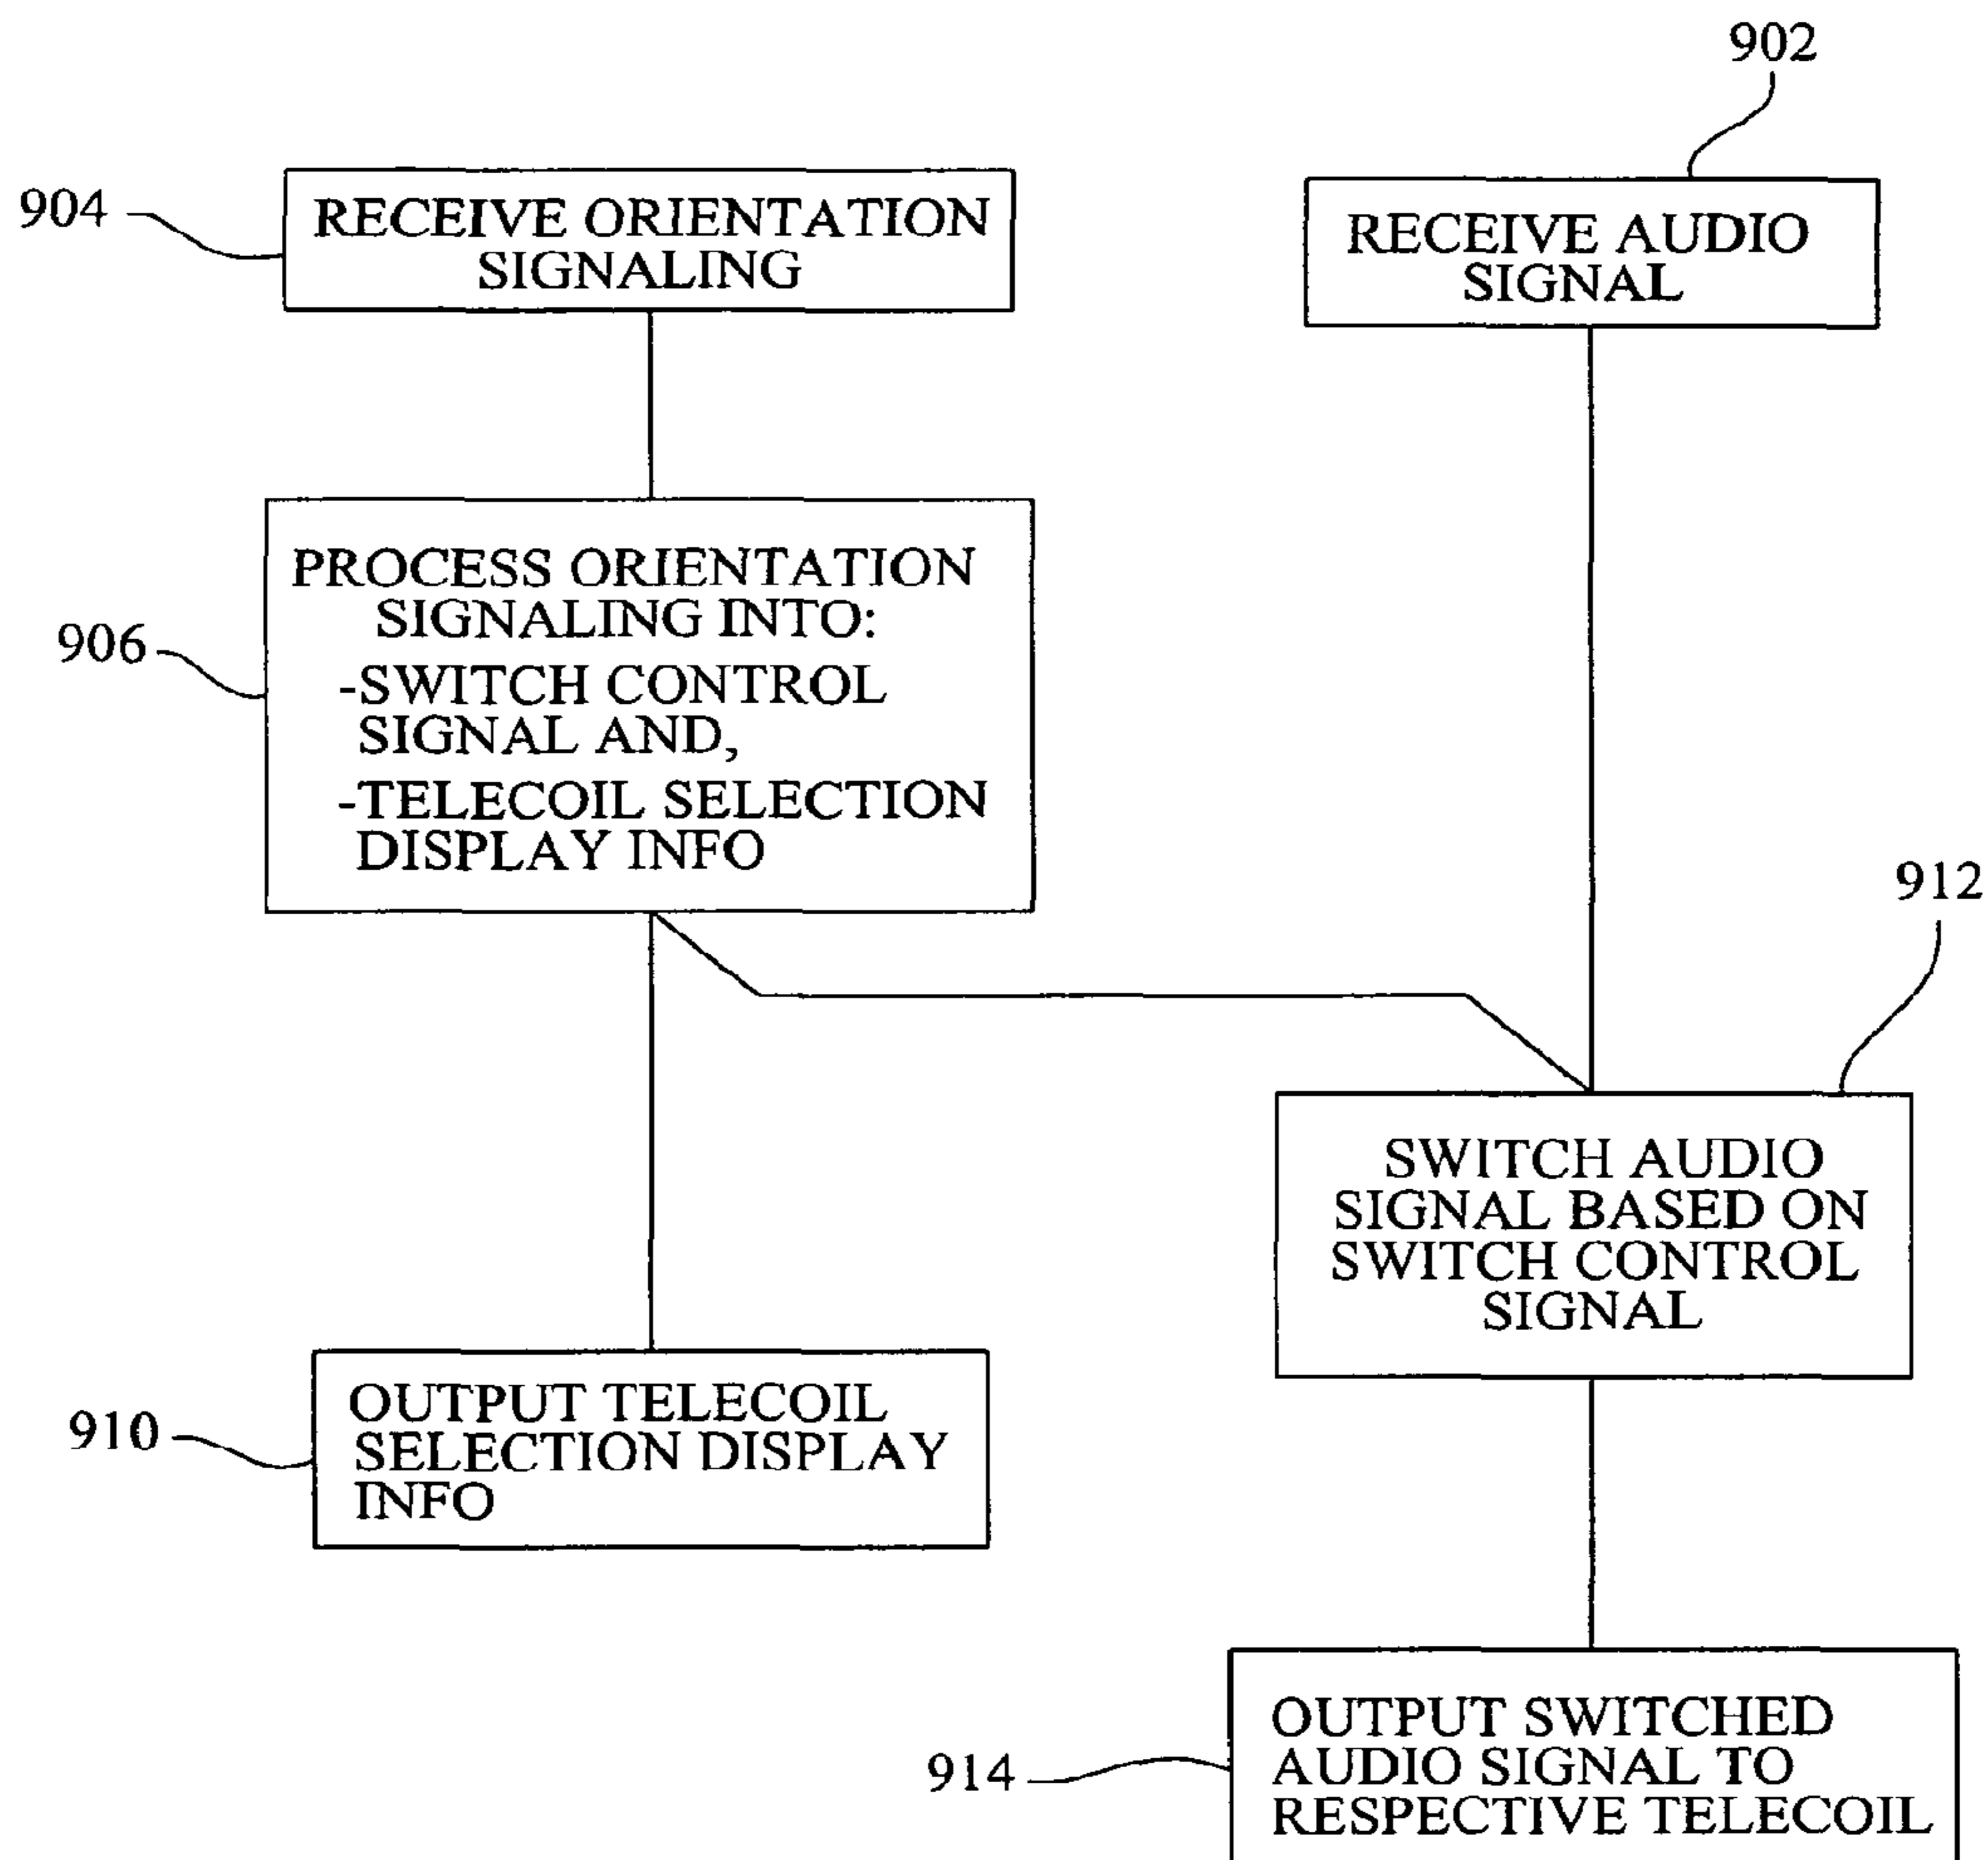 902
904
RECEIVE ORIENTATION
SIGNALING
RECEIVE AUDIO
SIGNAL
906
PROCESS ORIENTATION
SIGNALING INTO:
-SWITCH CONTROL
SIGNAL AND,
-TELECOIL SELECTION
DISPLAY INFO
912
SWITCH AUDIO
SIGNAL BASED ON
SWITCH CONTROL
SIGNAL
910
OUTPUT TELECOIL
SELECTION DISPLAY
INFO
914
OUTPUT SWITCHED
AUDIO SIGNAL TO
RESPECTIVE TELECOIL